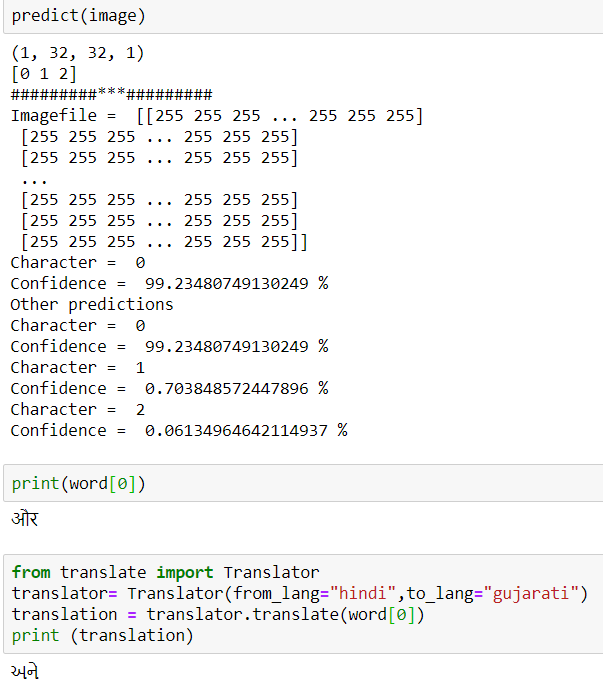 predict(image)
(1, 32, 32, 1)
[0 1 2]
#########***#########
Imagefile =  [[255 255 255 ... 255 255 255]
 [255 255 255 ... 255 255 255]
 [255 255 255 ... 255 255 255]
 ...
 [255 255 255 ... 255 255 255]
 [255 255 255 ... 255 255 255]
 [255 255 255 ... 255 255 255]]
Character =  0
Confidence =  99.23480749130249 %
Other predictions
Character =  0
Confidence =  99.23480749130249 %
Character =  1
Confidence =  0.703848572447896 %
Character =  2
Confidence =  0.06134964642114937 %
print(word[0])
और
from translate import Translator
translator= Translator(from_lang="hindi",to_lang="gujarati")
translation = translator.translate(word[0])
print (translation)
અને